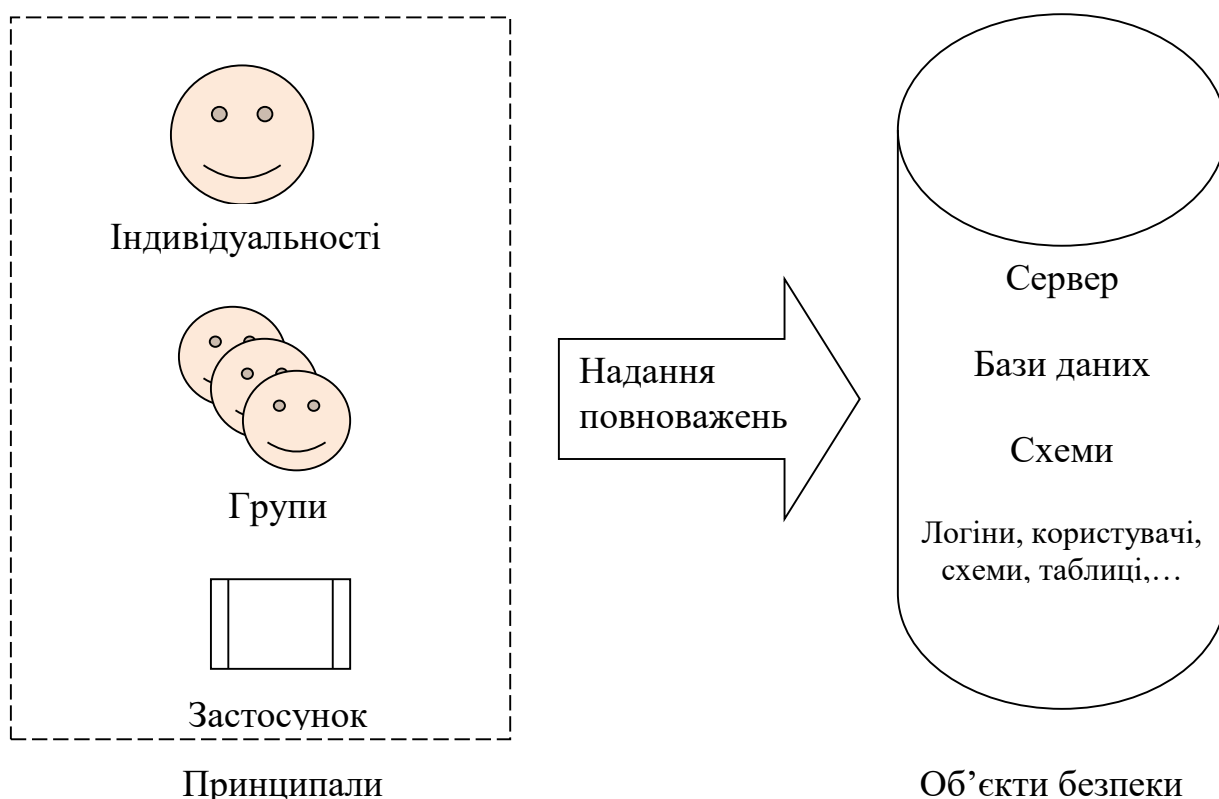 Індивідуальності
Групи
Застосунок
Принципали
Надання
повноважень
Сервер
Бази даних
Схеми
Логіни, користувачі,
схеми, таблиці,…
Об’єкти безпеки